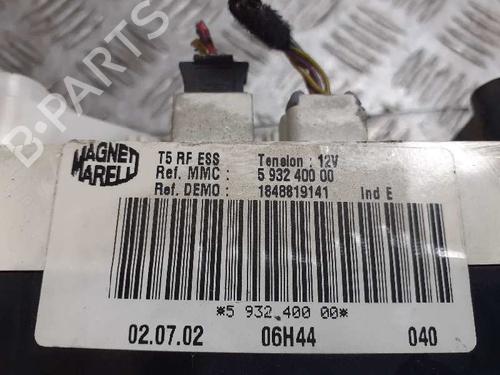 B-PARTS
MAGNETI
MARELLI
T5 RF ESS Tension : 12V
Ref. MMC : 5 932 400 00
Ref. DEMO : 1848819141 Ind E
*5 932.400 00*
02.07.02 06H44 040